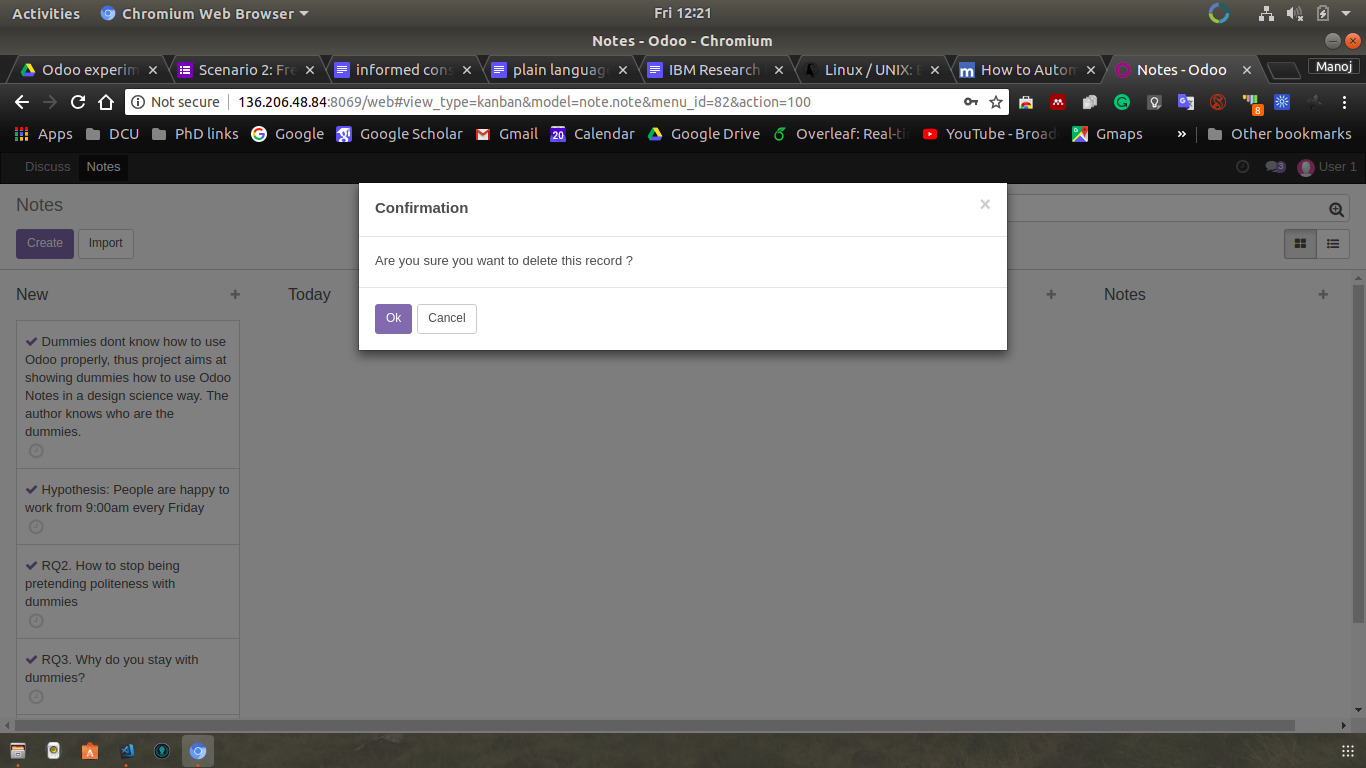 Activities Chromium Web Browser Fri 12:21
Notes - Odoo - Chromium
Odoo experim Scenario 2: Fre informed cons plain language IBM Research Linux / UNIX: How to Autom Notes - Odoo Manoj
Not secure 136.206.48.84:8069/web#view_type=kanban&model=note.note&menu_id=82&action=100 8
Apps DCU PhD links Google Google Scholar Gmail 20 Calendar Google Drive Overleaf: Real-ti YouTube - Broad Gmaps » Other bookmarks
Discuss Notes 3 User 1
Notes
Create Import
Confirmation ×
Are you sure you want to delete this record ?
Ok Cancel
New + Today + Notes +
Dummies dont know how to use
Odoo properly, thus project aims at
showing dummies how to use Odoo
Notes in a design science way. The
author knows who are the
dummies.
Hypothesis: People are happy to
work from 9:00am every Friday
RQ2. How to stop being
pretending politeness with
dummies
RQ3. Why do you stay with
dummies?